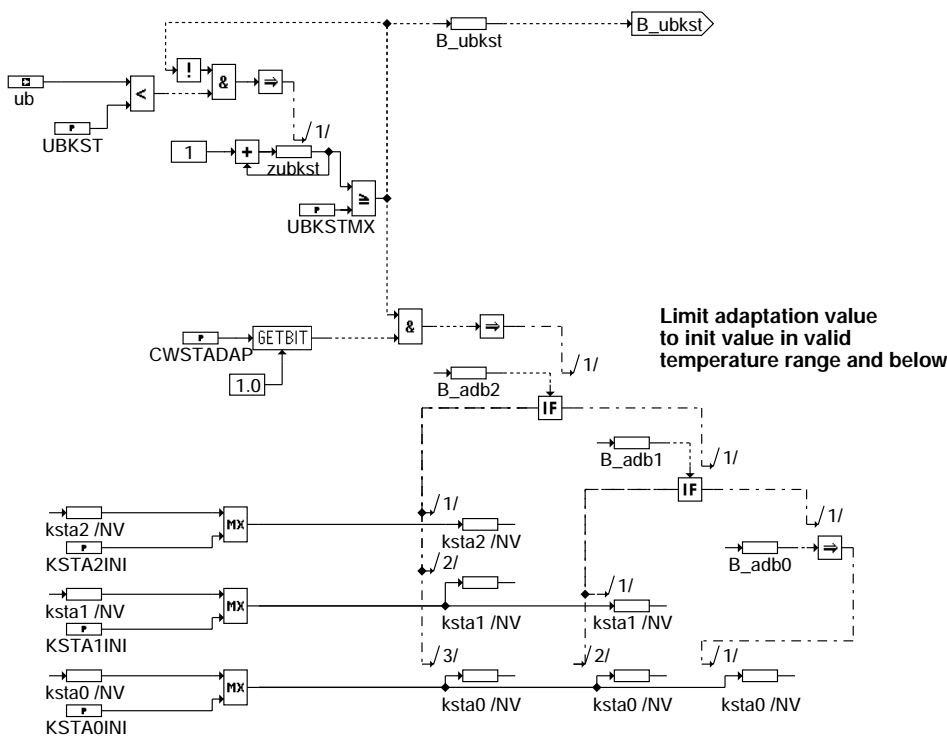 B_ubkst
B_ubkst
!
&
⇒
ub
<
UBKST
P
/1/
1
+
zubkst
≥
P
UBKSTMX
&
⇒
Limit adaptation value
to init value in valid
temperature range and below
P
GETBIT
CWSTADAP
/1/
1.0
B_adb2
IF
B_adb1
/1/
IF
/1/
ksta2 /NV
MX
ksta2 /NV
/1/
P
KSTA2INI
B_adb0
⇒
/2/
ksta1 /NV
MX
/1/
P
ksta1 /NV
ksta1 /NV
KSTA1INI
/3/
/2/
/1/
ksta0 /NV
MX
ksta0 /NV
ksta0 /NV
ksta0 /NV
P
KSTA0INI